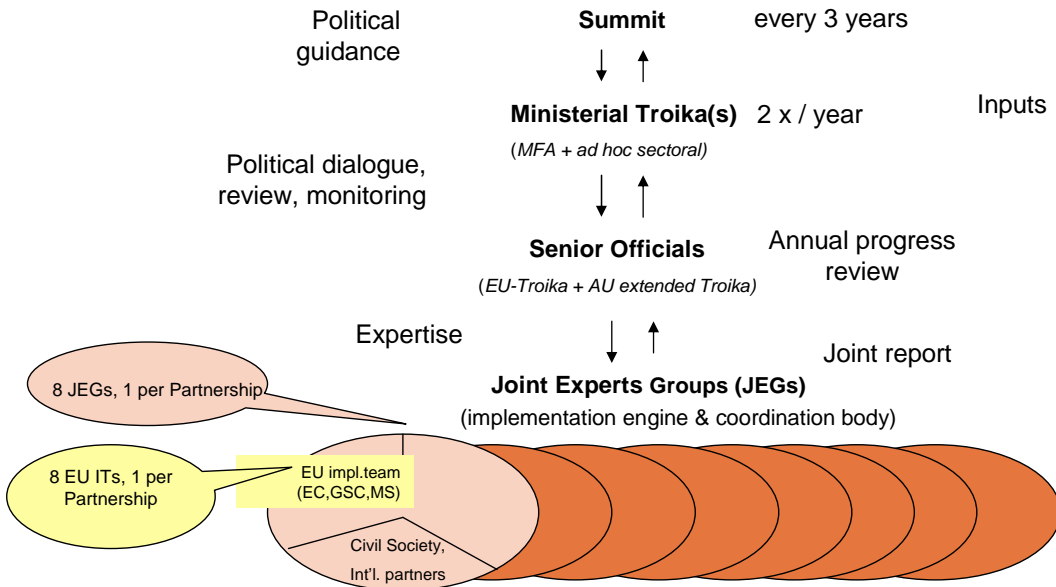 Political
guidance
Summit
every 3 years
Ministerial Troika(s)
2 x / year
Inputs
(MFA + ad hoc sectoral)
Political dialogue,
review, monitoring
Senior Officials
Annual progress
review
(EU-Troika + AU extended Troika)
Expertise
Joint report
8 JEGs, 1 per Partnership
Joint Experts Groups (JEGs)
(implementation engine & coordination body)
8 EU ITs, 1 per
Partnership
EU impl.team
(EC,GSC,MS)
Civil Society,
Int'l. partners